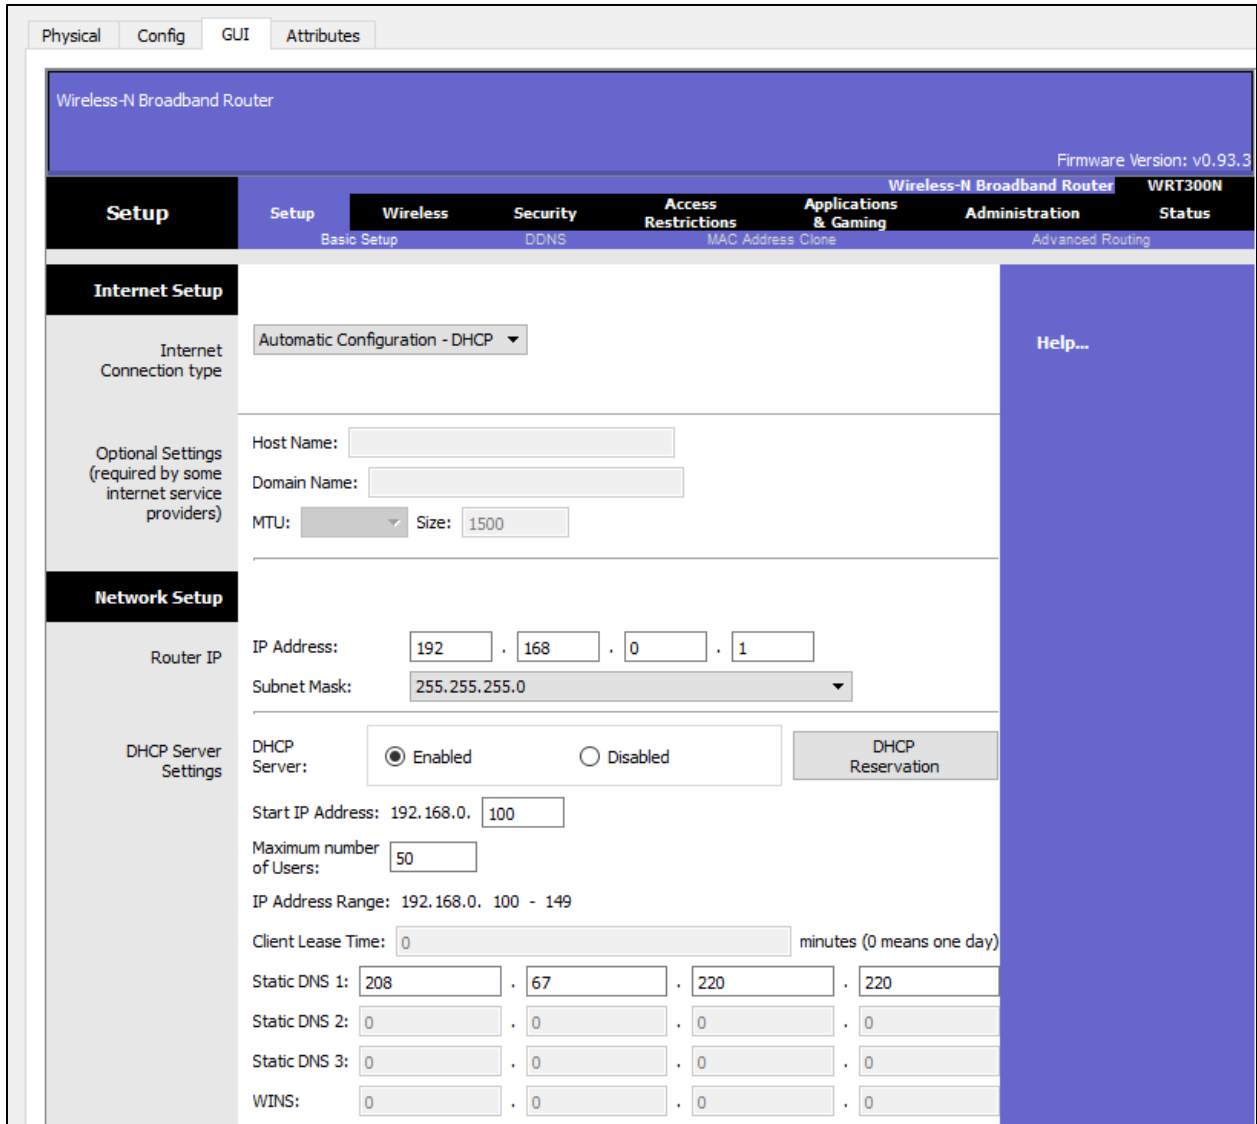 Physical Config GUI Attributes
Wireless-N Broadband Router
Firmware Version: v0.93.3
Wireless-N Broadband Router WRT300N
Setup Setup Wireless Security Access Restrictions Applications & Gaming Administration Status
Basic Setup DDNS MAC Address Clone Advanced Routing
Internet Setup
Internet Connection type
Automatic Configuration - DHCP
Help...
Optional Settings
(required by some
internet service
providers)
Host Name:
Domain Name:
MTU: Size: 1500
Network Setup
Router IP
IP Address: 192 . 168 . 0 . 1
Subnet Mask: 255.255.255.0
DHCP Server
Settings
DHCP
Server: Enabled Disabled DHCP
Reservation
Start IP Address: 192.168.0. 100
Maximum number
of Users: 50
IP Address Range: 192.168.0. 100 - 149
Client Lease Time: 0 minutes (0 means one day)
Static DNS 1: 208 . 67 . 220 . 220
Static DNS 2: 0 . 0 . 0 . 0
Static DNS 3: 0 . 0 . 0 . 0
WINS: 0 . 0 . 0 . 0